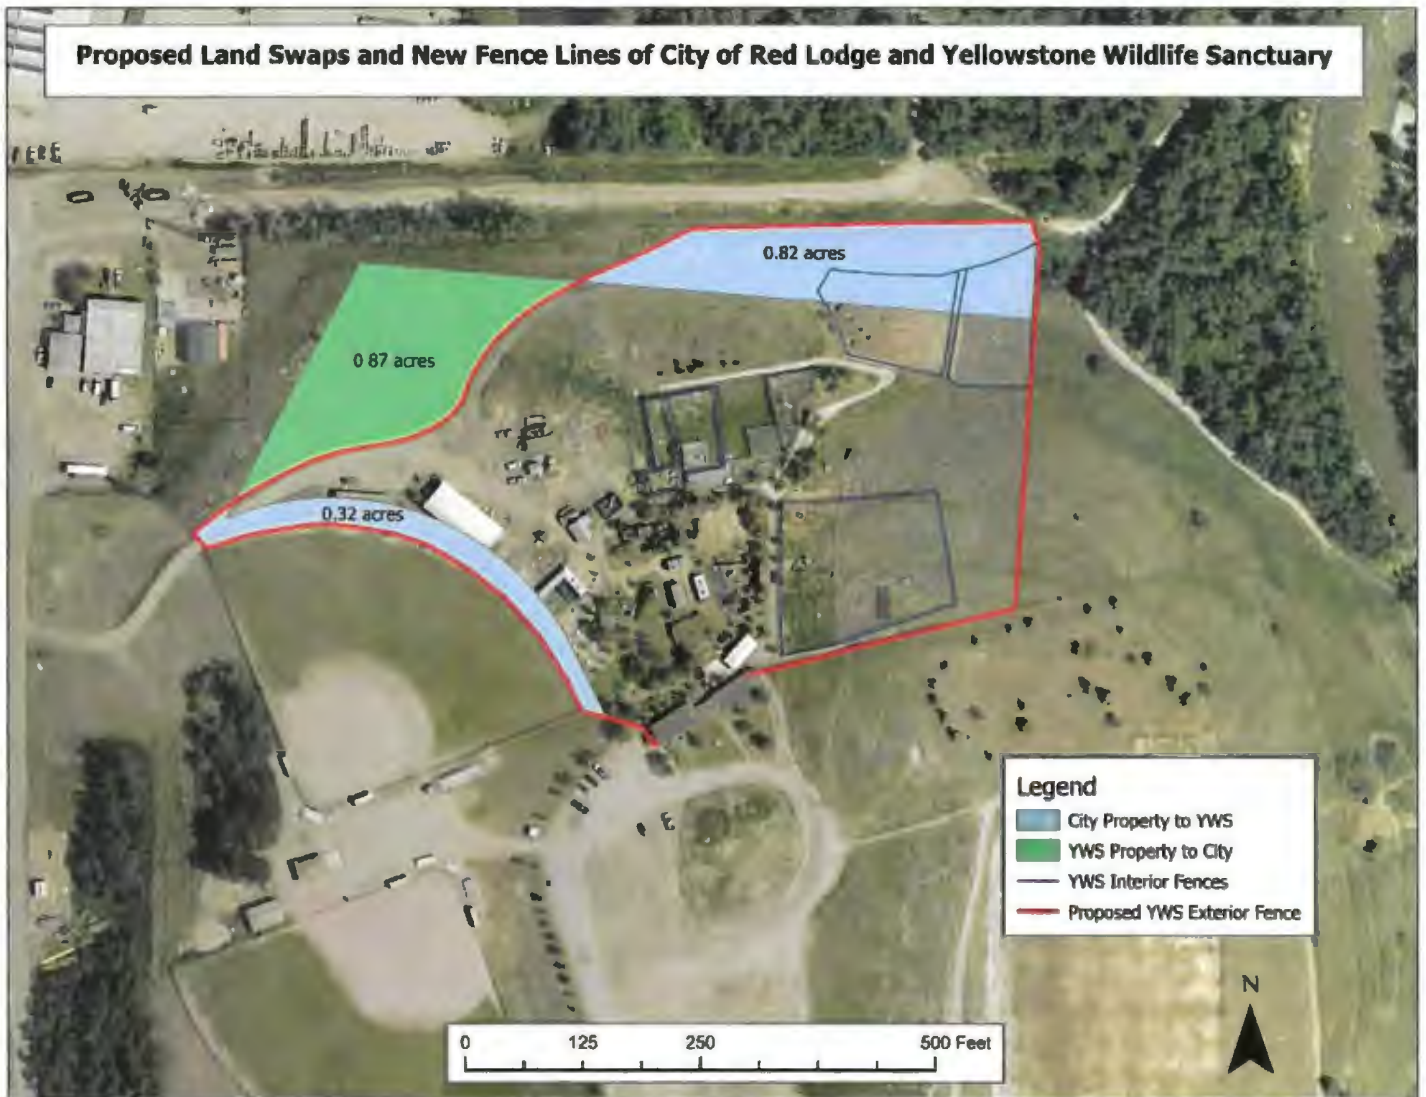 Proposed Land Swaps and New Fence Lines of City of Red Lodge and Yellowstone Wildlife Sanctuary
0.82 acres
0 87 acres
0.32 acres
Legend
City Property to YWS
YWS Property to City
YWS Interior Fences
Proposed YWS Exterior Fence
N
0 125 250 500 Feet